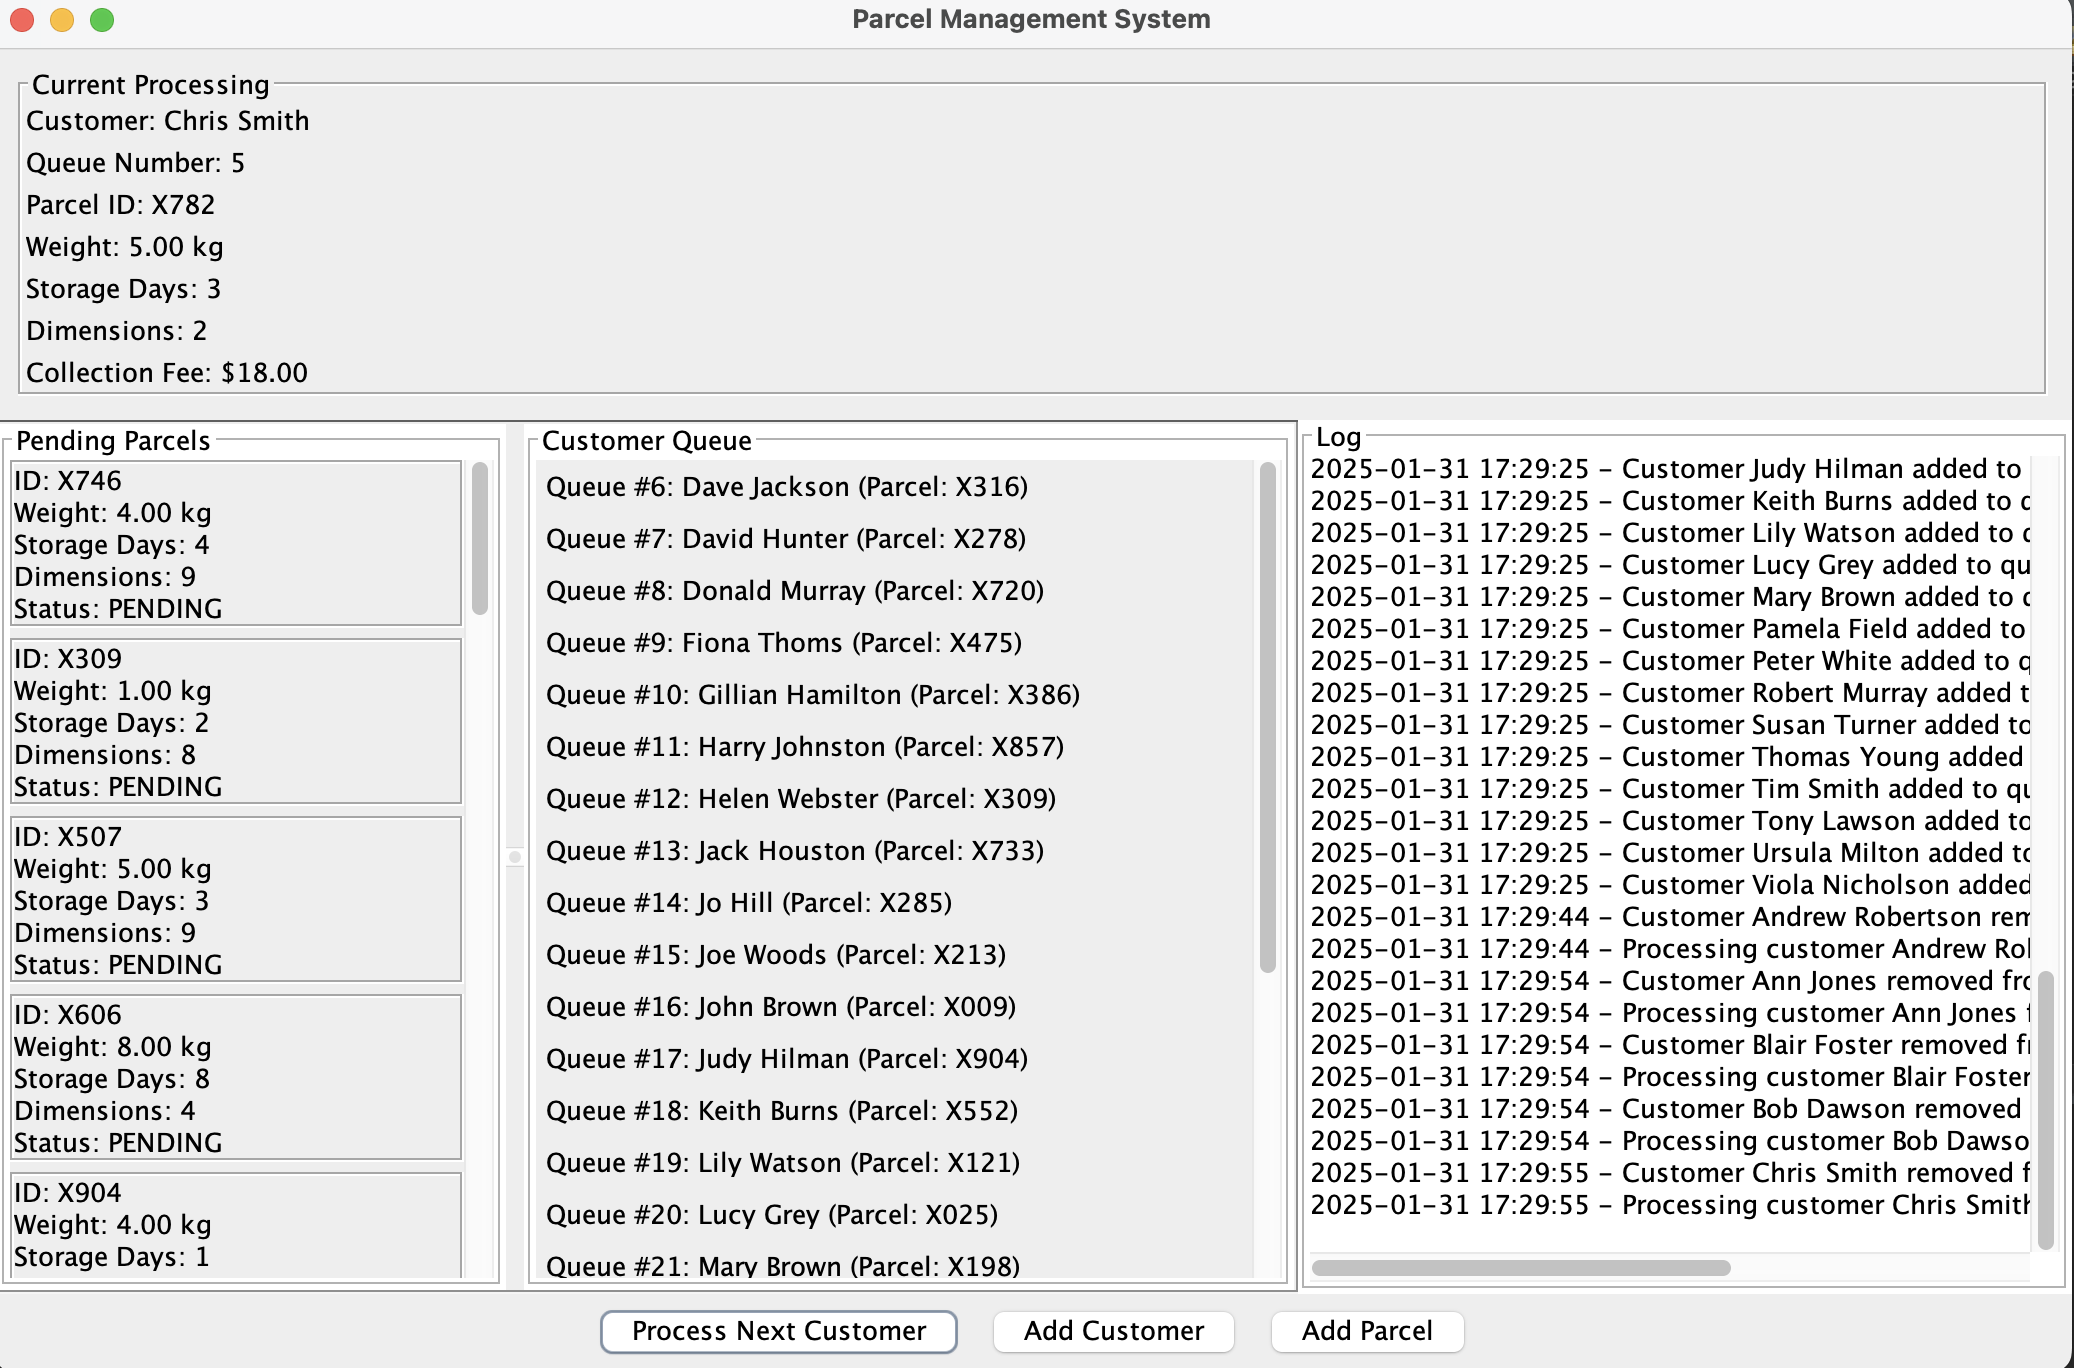 Parcel Management System
Current Processing
Customer: Chris Smith
Queue Number: 5
Parcel ID: X782
Weight: 5.00 kg
Storage Days: 3
Dimensions: 2
Collection Fee: $18.00
Pending Parcels
ID: X746
Weight: 4.00 kg
Storage Days: 4
Dimensions: 9
Status: PENDING
ID: X309
Weight: 1.00 kg
Storage Days: 2
Dimensions: 8
Status: PENDING
ID: X507
Weight: 5.00 kg
Storage Days: 3
Dimensions: 9
Status: PENDING
ID: X606
Weight: 8.00 kg
Storage Days: 8
Dimensions: 4
Status: PENDING
ID: X904
Weight: 4.00 kg
Storage Days: 1
Customer Queue
Queue #6: Dave Jackson (Parcel: X316)
Queue #7: David Hunter (Parcel: X278)
Queue #8: Donald Murray (Parcel: X720)
Queue #9: Fiona Thoms (Parcel: X475)
Queue #10: Gillian Hamilton (Parcel: X386)
Queue #11: Harry Johnston (Parcel: X857)
Queue #12: Helen Webster (Parcel: X309)
Queue #13: Jack Houston (Parcel: X733)
Queue #14: Jo Hill (Parcel: X285)
Queue #15: Joe Woods (Parcel: X213)
Queue #16: John Brown (Parcel: X009)
Queue #17: Judy Hilman (Parcel: X904)
Queue #18: Keith Burns (Parcel: X552)
Queue #19: Lily Watson (Parcel: X121)
Queue #20: Lucy Grey (Parcel: X025)
Queue #21: Mary Brown (Parcel: X198)
Log
2025-01-31 17:29:25 - Customer Judy Hilman added to
2025-01-31 17:29:25 - Customer Keith Burns added to
2025-01-31 17:29:25 - Customer Lily Watson added to
2025-01-31 17:29:25 - Customer Lucy Grey added to qu
2025-01-31 17:29:25 - Customer Mary Brown added to
2025-01-31 17:29:25 - Customer Pamela Field added to
2025-01-31 17:29:25 - Customer Peter White added to q
2025-01-31 17:29:25 - Customer Robert Murray added t
2025-01-31 17:29:25 - Customer Susan Turner added to
2025-01-31 17:29:25 - Customer Thomas Young added
2025-01-31 17:29:25 - Customer Tim Smith added to qu
2025-01-31 17:29:25 - Customer Tony Lawson added to
2025-01-31 17:29:25 - Customer Ursula Milton added to
2025-01-31 17:29:25 - Customer Viola Nicholson added
2025-01-31 17:29:44 - Customer Andrew Robertson rem
2025-01-31 17:29:44 - Processing customer Andrew Ro
2025-01-31 17:29:54 - Customer Ann Jones removed fro
2025-01-31 17:29:54 - Processing customer Ann Jones f
2025-01-31 17:29:54 - Customer Blair Foster removed fr
2025-01-31 17:29:54 - Processing customer Blair Foster
2025-01-31 17:29:54 - Customer Bob Dawson removed
2025-01-31 17:29:54 - Processing customer Bob Dawso
2025-01-31 17:29:55 - Customer Chris Smith removed f
2025-01-31 17:29:55 - Processing customer Chris Smith
Process Next Customer
Add Customer
Add Parcel